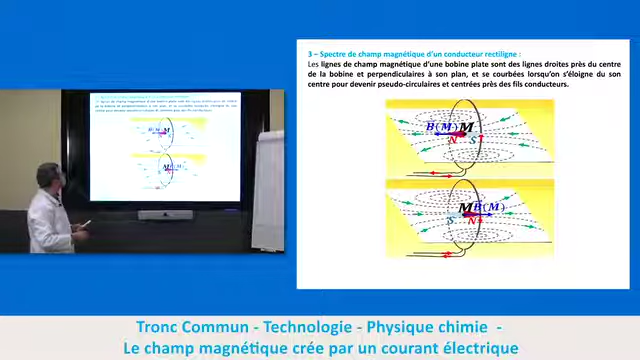 3 – Spectre de champ magnétique d'un conducteur rectiligne :
Les lignes de champ magnétique d'une bobine plate sont des lignes droites près du centre
de la bobine et perpendiculaires à son plan, et se courbées lorsqu'on s'éloigne du son
centre pour devenir pseudo-circulaires et centrées près des fils conducteurs.
B(M) M
N S
M B(M)
S N
Tronc Commun - Technologie - Physique chimie -
Le champ magnétique crée par un courant électrique